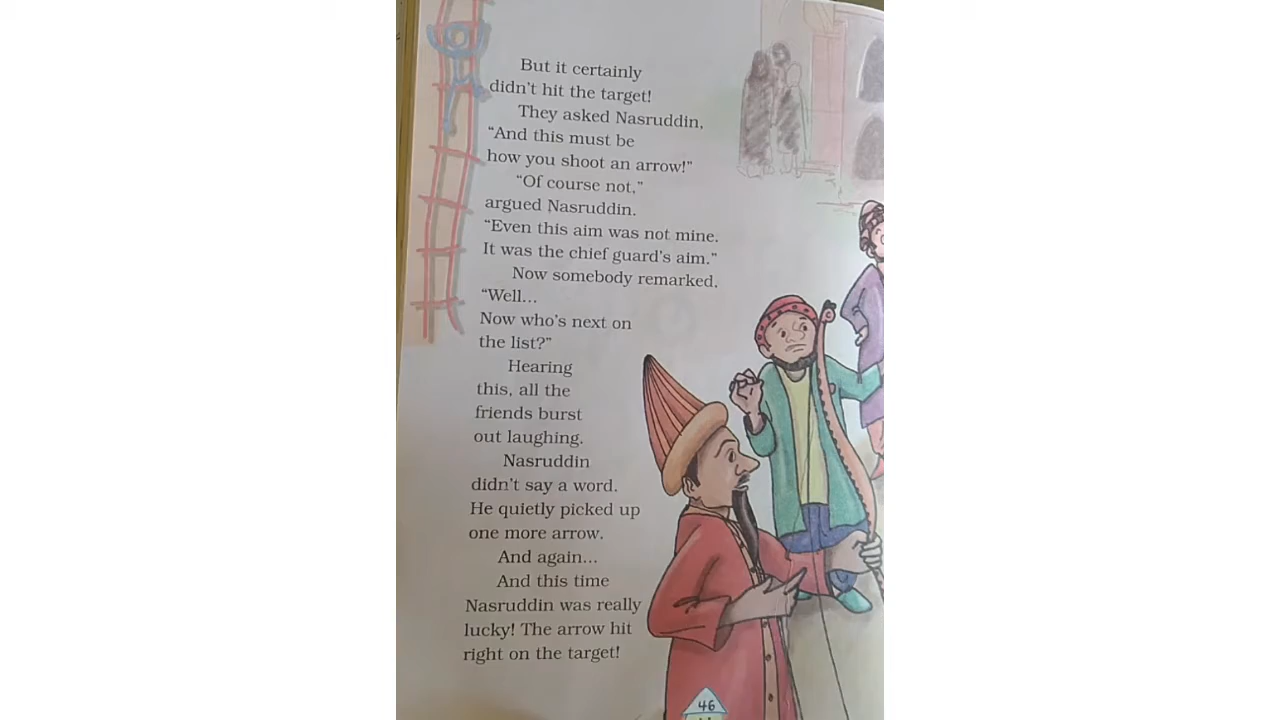 But it certainly
didn't hit the target!
They asked Nasruddin,
“And this must be
how you shoot an arrow!”
“Of course not,”
argued Nasruddin.
“Even this aim was not mine.
It was the chief guard's aim.”
Now somebody remarked,
“Well...
Now who's next on
the list?”
Hearing
this, all the
friends burst
out laughing.
Nasruddin
didn't say a word.
He quietly picked up
one more arrow.
And again...
And this time
Nasruddin was really
lucky! The arrow hit
right on the target!
46